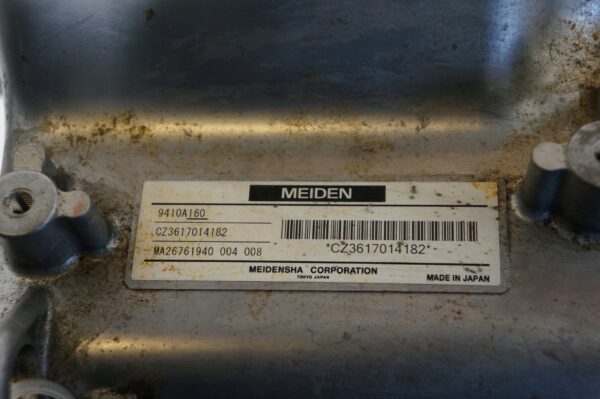 MEIDEN
9410A160
CZ3617014182
MA26761940 004 008
*CZ3617014182*
MEIDENSHA CORPORATION
TOKYO JAPAN
MADE IN JAPAN